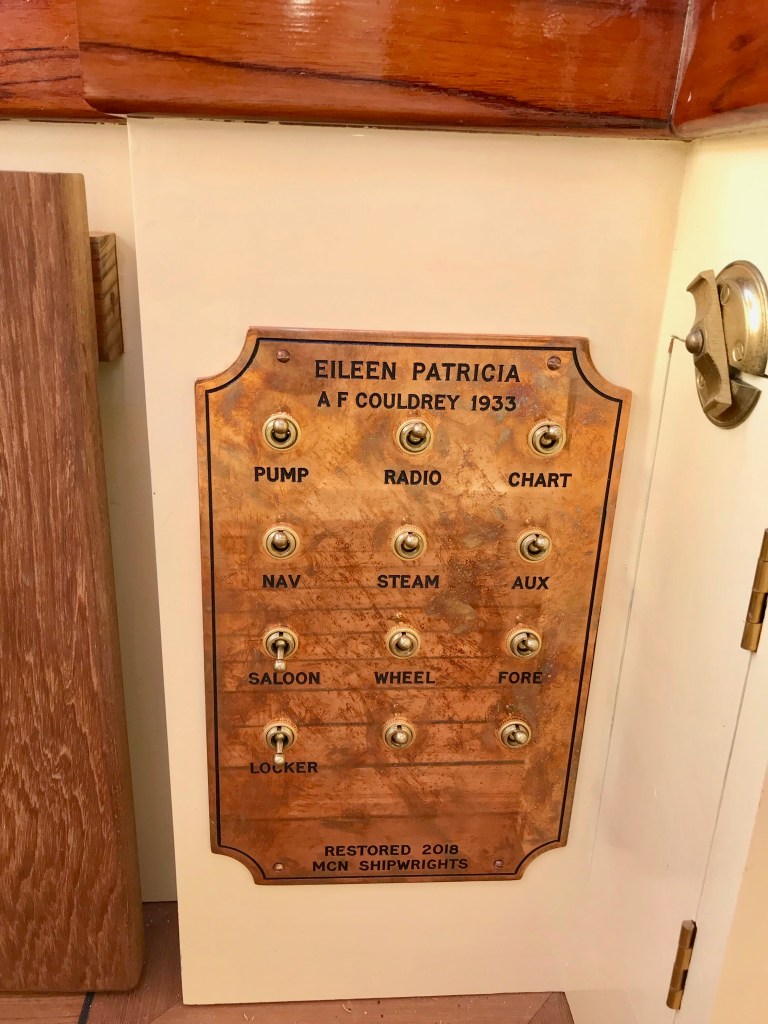 EILEEN PATRICIA
A F COULDREY 1933
PUMP RADIO CHART
NAV STEAM AUX
SALOON WHEEL FORE
LOCKER
RESTORED 2018
MCN SHIPWRIGHTS